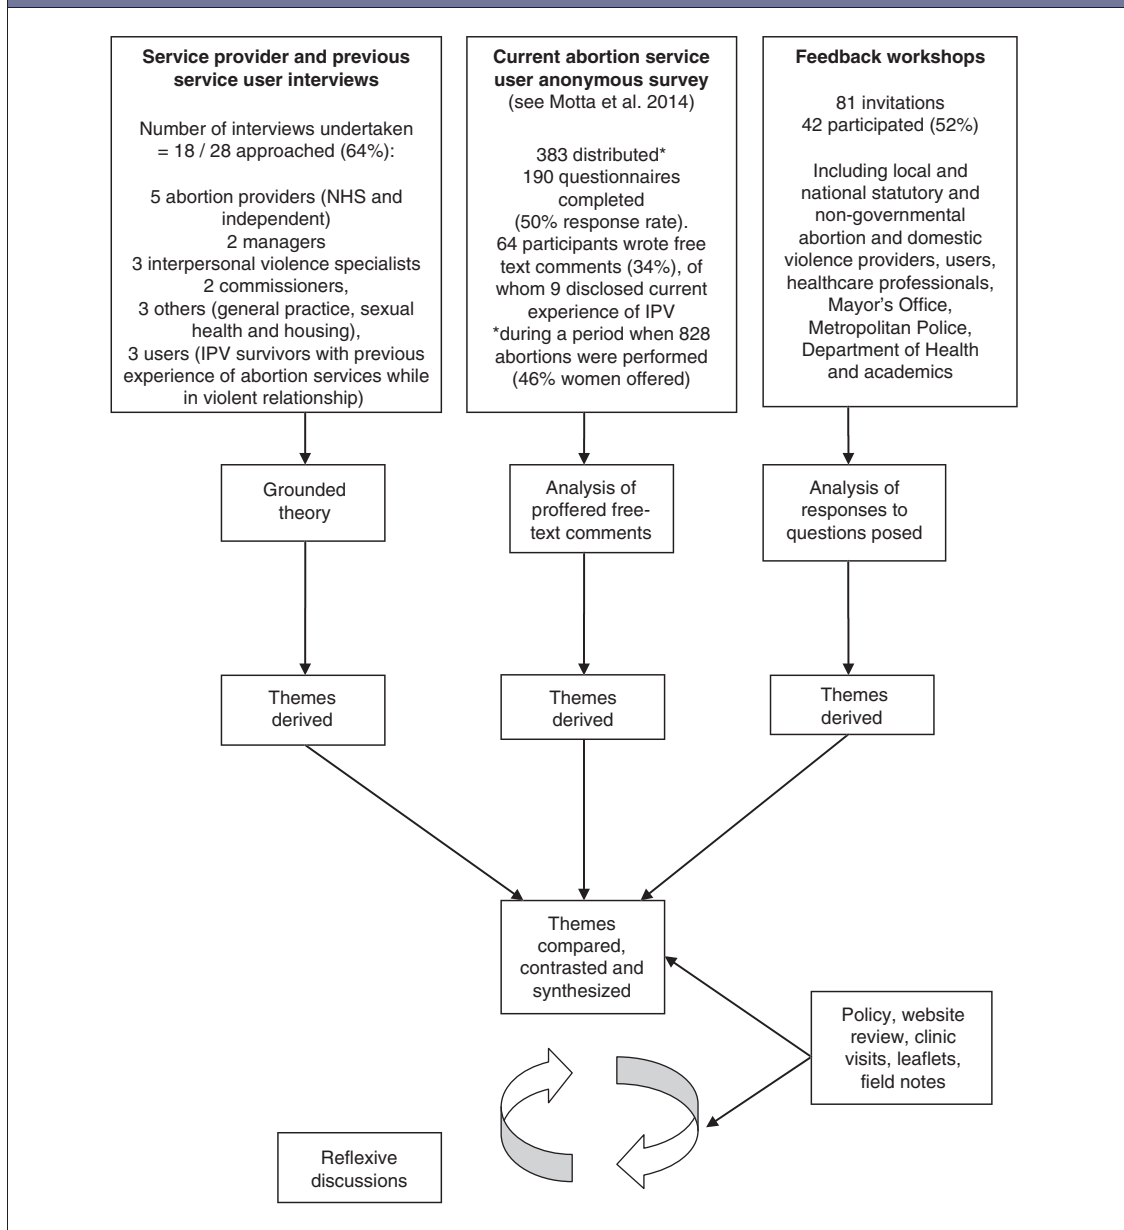 Service provider and previous
service user interviews
Number of interviews undertaken
= 18 / 28 approached (64%):
5 abortion providers (NHS and
independent)
2 managers
3 interpersonal violence specialists
2 commissioners,
3 others (general practice, sexual
health and housing),
3 users (IPV survivors with previous
experience of abortion services while
in violent relationship)
Current abortion service
user anonymous survey
(see Motta et al. 2014)
383 distributed*
190 questionnaires
completed
(50% response rate).
64 participants wrote free
text comments (34%), of
whom 9 disclosed current
experience of IPV
*during a period when 828
abortions were performed
(46% women offered)
Feedback workshops
81 invitations
42 participated (52%)
Including local and
national statutory and
non-governmental
abortion and domestic
violence providers, users,
healthcare professionals,
Mayor's Office,
Metropolitan Police,
Department of Health
and academics
Grounded
theory
Analysis of
proffered free-
text comments
Analysis of
responses to
questions posed
Themes
derived
Themes
derived
Themes
derived
Themes
compared,
contrasted and
synthesized
Policy, website
review, clinic
visits, leaflets,
field notes
Reflexive
discussions